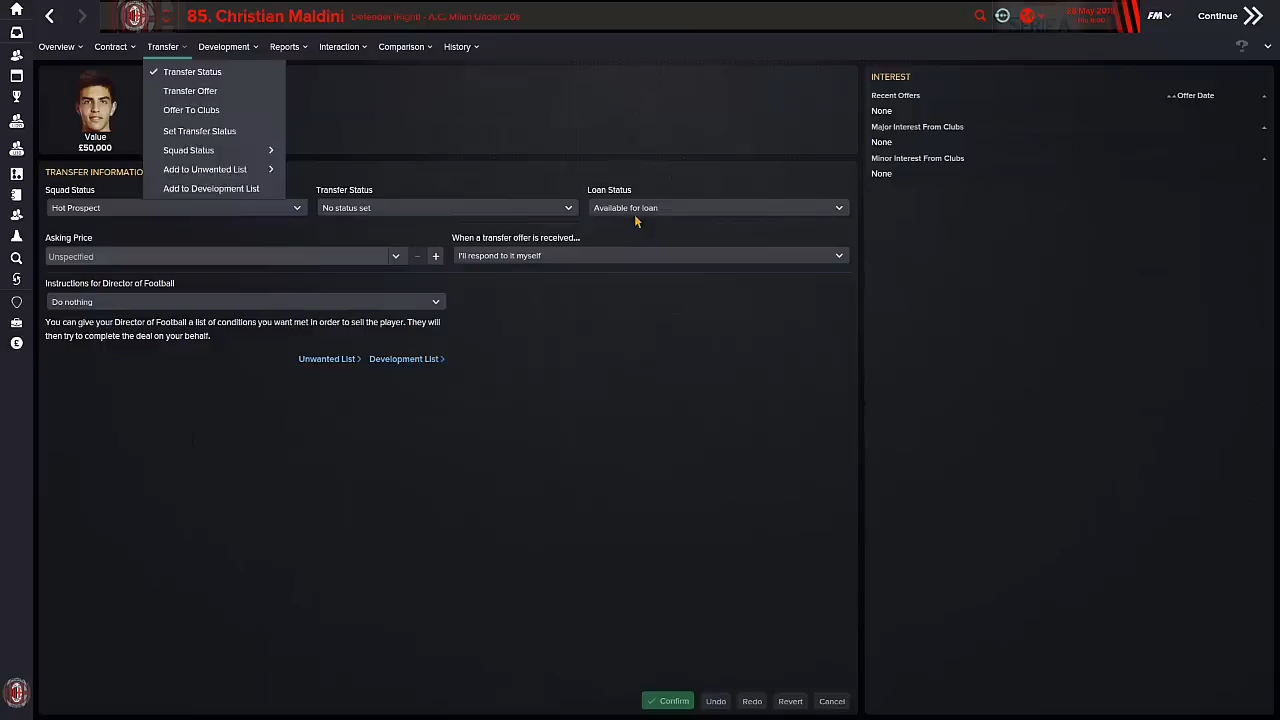 85. Christian Maldini
Defender (Right) - A.C. Milan Under 20s
FM
Continue
Overview Contract Transfer Development Reports Interaction Comparison History
Transfer Status
Transfer Offer
Offer To Clubs
Set Transfer Status
Squad Status
Add to Unwanted List
Add to Development List
Value
£50,000
TRANSFER INFORMATIO
Squad Status Transfer Status Loan Status
Hot Prospect No status set Available for loan
Asking Price When a transfer offer is received...
Unspecified I'll respond to it myself
Instructions for Director of Football
Do nothing
You can give your Director of Football a list of conditions you want met in order to sell the player. They will
then try to complete the deal on your behalf.
Unwanted List > Development List >
INTEREST
Recent Offers Offer Date
None
Major Interest From Clubs
None
Minor Interest From Clubs
None
Confirm Undo Redo Revert Cancel